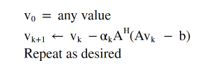 v₀ = any value
vₖ₊₁ ← vₖ − αₖAᴴ(Avₖ − b)
Repeat as desired